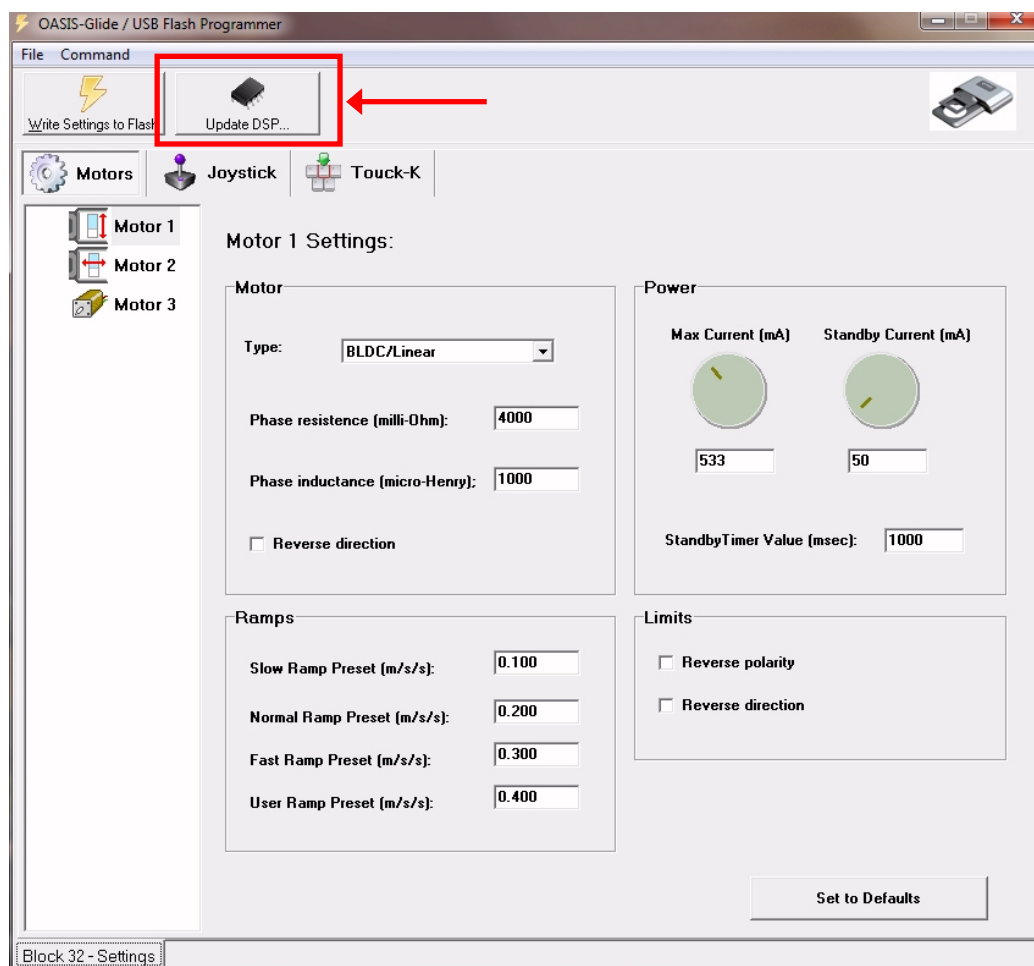 OASIS-Glide / USB Flash Programmer
File Command
Write Settings to Flash
Update DSP...
Motors
Joystick
Touck-K
Motor 1
Motor 2
Motor 3
Motor 1 Settings:
Motor
Type:
BLDC/Linear
Phase resistence (milli-Ohm):
4000
Phase inductance (micro-Henry);
1000
Reverse direction
Power
Max Current (mA)
Standby Current (mA)
533
50
StandbyTimer Value (msec):
1000
Ramps
Slow Ramp Preset (m/s/s):
0.100
Normal Ramp Preset (m/s/s):
0.200
Fast Ramp Preset (m/s/s):
0.300
User Ramp Preset (m/s/s):
0.400
Limits
Reverse polarity
Reverse direction
Set to Defaults
Block 32 - Settings